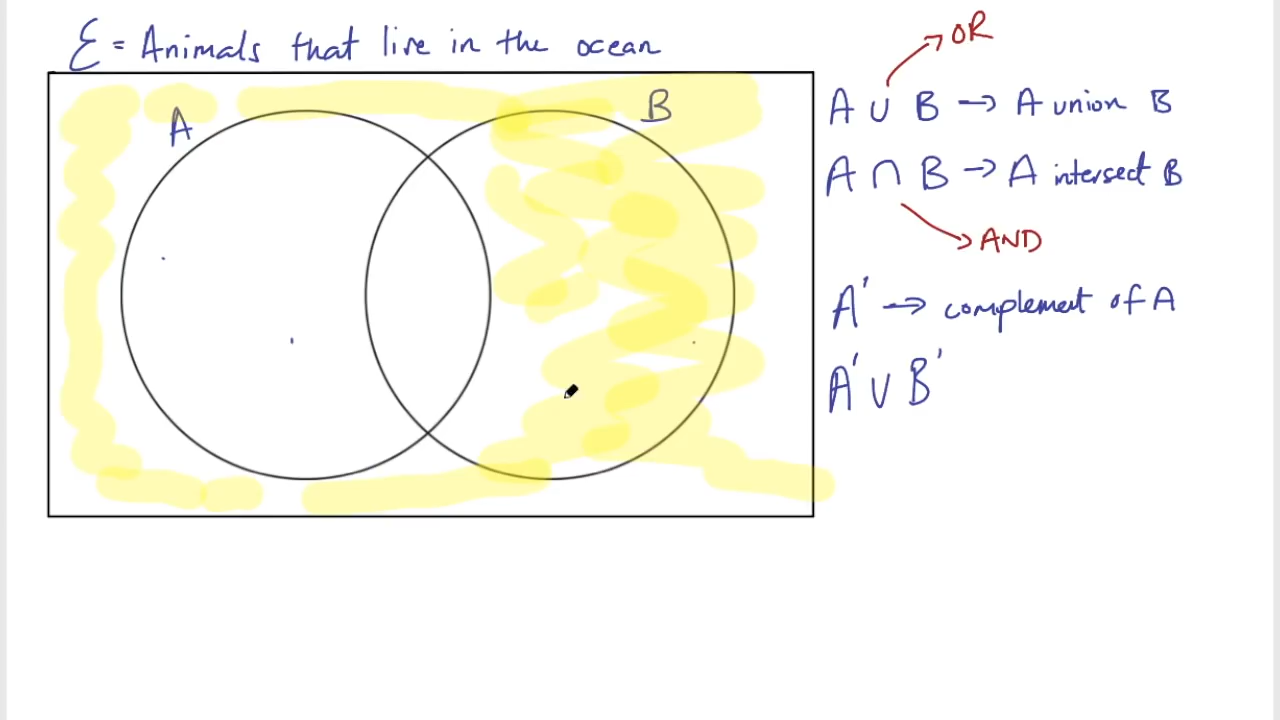 ℰ = Animals that live in the ocean
OR
A
B
A ∪ B → A union B
A ∩ B → A intersect B
AND
A' → complement of A
A' ∪ B'